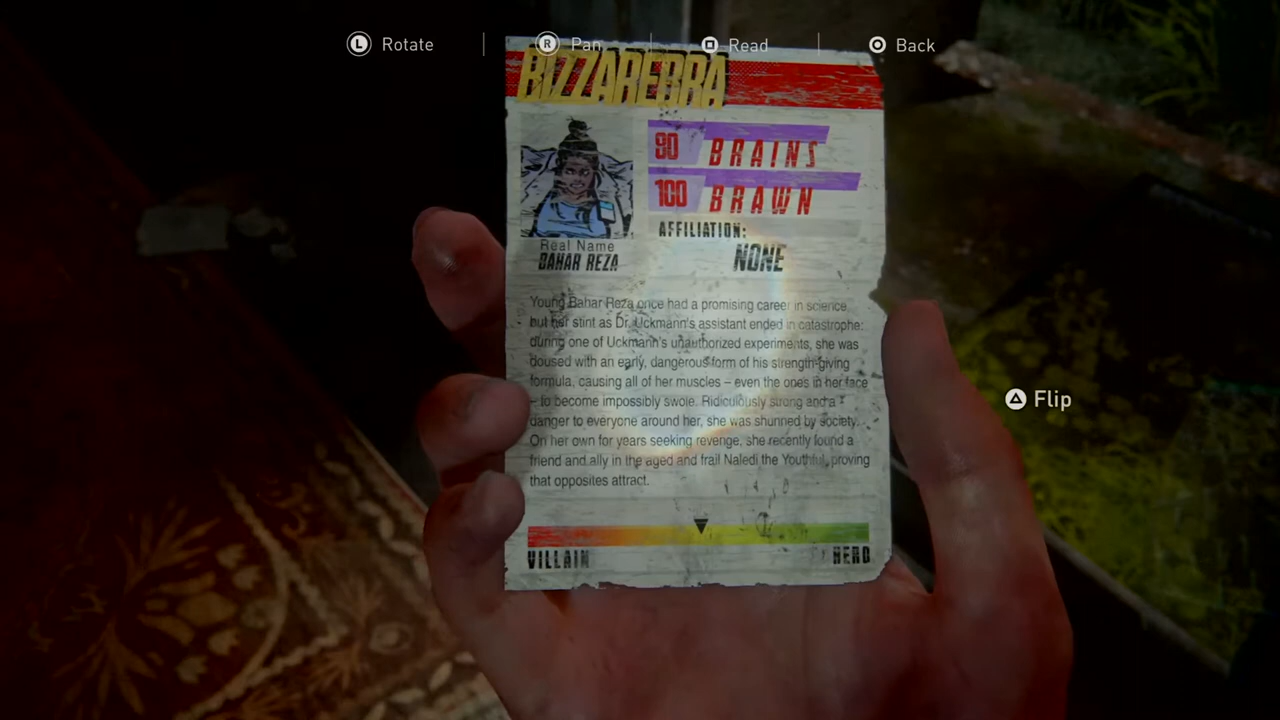 L Rotate | R Pan | Read | Back
BIZZAREBRA
90 BRAINS
100 BRAWN
AFFILIATION:
NONE
Real Name
BAHAR REZA
Young Bahar Reza once had a promising career in science
but her stint as Dr. Uckmann's assistant ended in catastrophe:
during one of Uckmann's unauthorized experiments, she was
doused with an early, dangerous form of his strength-giving
formula, causing all of her muscles – even the ones in her face
– to become impossibly swole. Ridiculously strong and a
danger to everyone around her, she was shunned by society.
On her own for years seeking revenge, she recently found a
friend and ally in the aged and frail Naledi the Youthful, proving
that opposites attract.
Flip
VILLAIN HERO